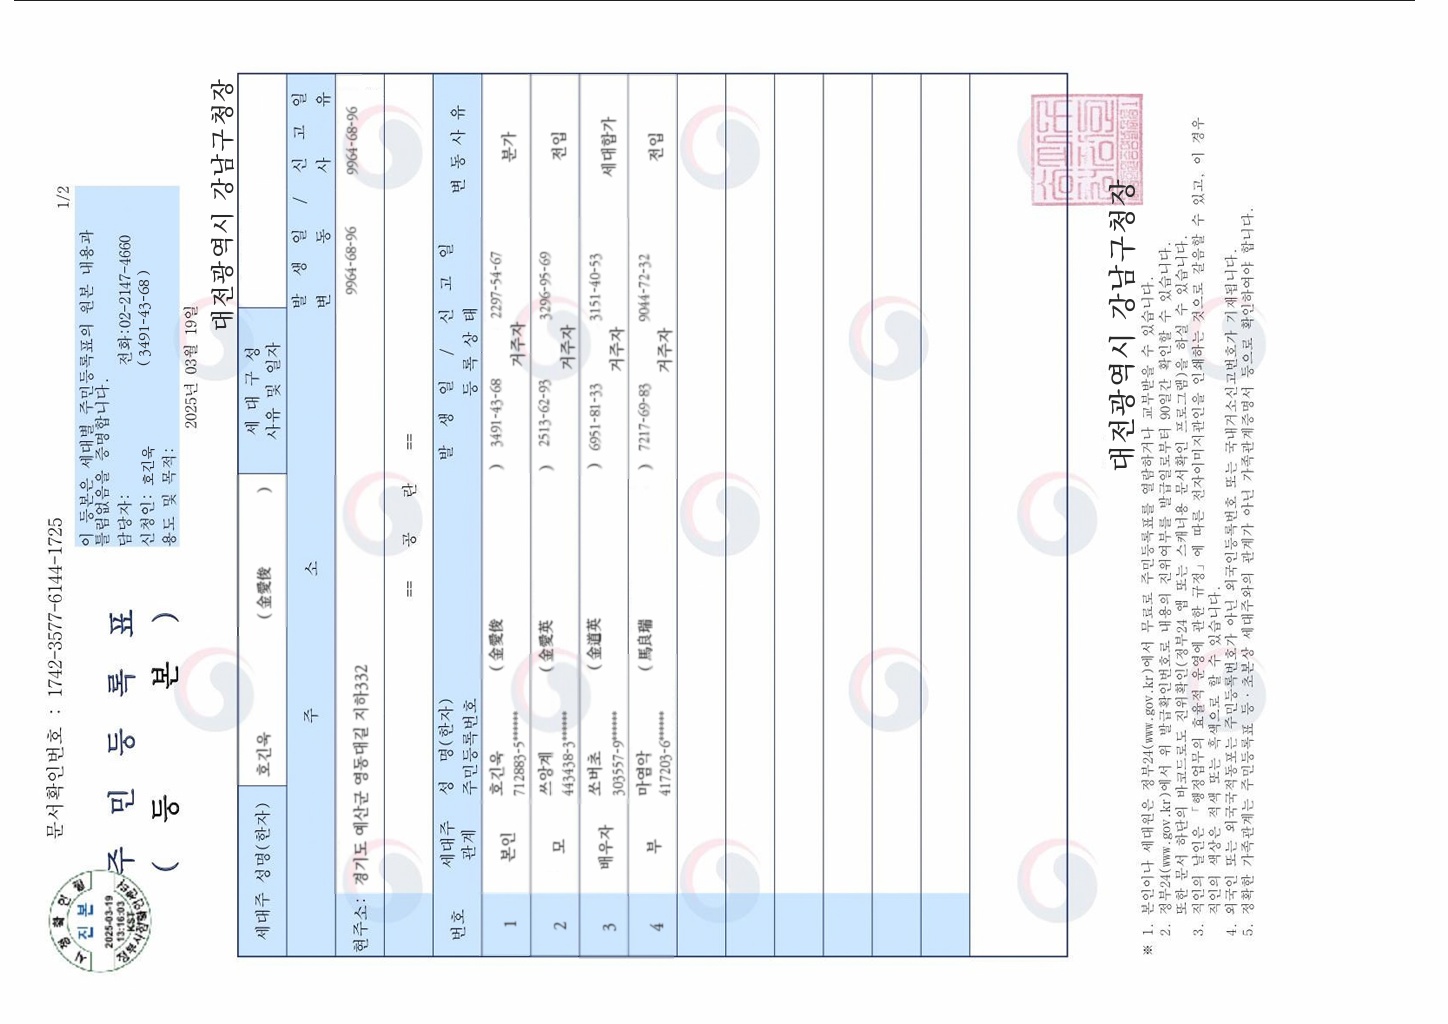 문서확인번호 : 1742-3577-6144-1725
1/2
주 민 등 록 표
( 등 본 )
이 등본은 세대별 주민등록표의 원본 내용과
틀림없음을 증명합니다.
담당자: 전화:02-2147-4660
신청인: 호긴욱 (3491-43-68)
용도 및 목적:
2025년 03월 19일
시 점 확 인 필
진 본
2025-03-19
13:16:03
KST
대전광역시 강남구청장
세대주 성명(한자) 호긴욱 ( 金愛俊 ) 세 대 구 성
사유 및 일자
주 소 발 생 일 / 신 고 일
변 동 사 유
현주소: 경기도 예산군 영동대길 지하332 9964-68-96 9964-68-96
== 공 란 ==
번호 세대주
관계 성 명(한자)
주민등록번호 발 생 일 / 신 고 일
등 록 상 태 변 동 사 유
1 본인 호긴욱 ( 金愛俊 ) 3491-43-68 2297-54-67 분가
712883-5****** 거주자
2 모 쓰앙계 ( 金愛英 ) 2513-62-93 3296-95-69 전입
443438-3****** 거주자
3 배우자 쏘버초 ( 金道英 ) 6951-81-33 3151-40-53 세대합가
303557-9****** 거주자
4 부 마염악 ( 馬良瑞 ) 7217-69-83 9044-72-32 전입
417203-6****** 거주자
대전광역시 강남구청장
※ 1. 본인이나 세대원은 정부24(www.gov.kr)에서 무료로 주민등록표를 열람하거나 교부받을 수 있습니다.
2. 정부24(www.gov.kr)에서 위 발급확인번호로 내용의 진위여부를 발급일로부터 90일간 확인할 수 있습니다.
또한 문서 하단의 바코드로도 진위확인(정부24 앱 또는 스캐너용 문서확인 프로그램)을 하실 수 있습니다.
3. 직인의 날인은 「행정업무의 효율적 운영에 관한 규정」에 따른 전자이미지관인을 인쇄하는 것으로 갈음할 수 있고, 이 경우
직인의 색상은 적색 또는 흑색으로 할 수 있습니다.
4. 외국인 또는 외국국적동포는 주민등록번호가 아닌 외국인등록번호 또는 국내거소신고번호가 기재됩니다.
5. 정확한 가족관계는 주민등록표 등·초본상 세대주와의 관계가 아닌 가족관계증명서 등으로 확인하여야 합니다.